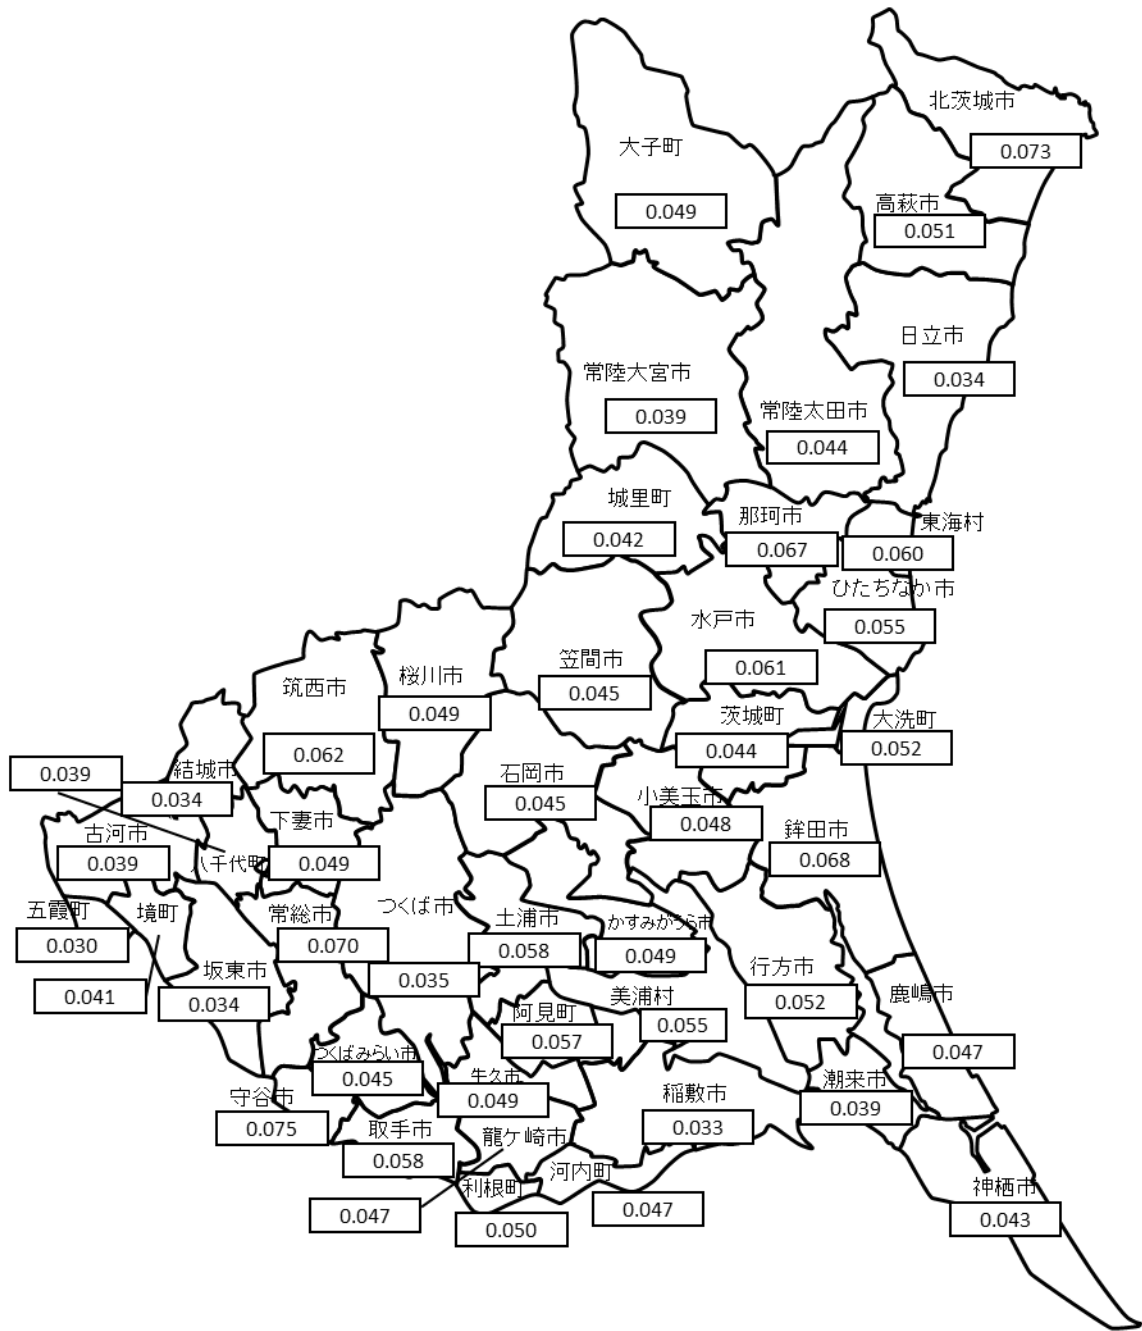 北茨城市
0.073
大子町
0.049
高萩市
0.051
日立市
0.034
常陸大宮市
0.039
常陸太田市
0.044
城里町
0.042
那珂市
0.067
東海村
0.060
ひたちなか市
0.055
水戸市
0.061
笠間市
0.045
桜川市
0.049
筑西市
0.062
茨城町
0.044
大洗町
0.052
結城市
0.034
0.039
石岡市
0.045
小美玉市
0.048
鉾田市
0.068
下妻市
0.049
古河市
0.039
八千代町
五霞町
0.030
境町
0.041
常総市
0.070
つくば市
0.035
土浦市
0.058
かすみがうら市
0.049
坂東市
0.034
行方市
0.052
鹿嶋市
0.047
美浦村
0.055
阿見町
0.057
つくばみらい市
0.045
牛久市
0.049
守谷市
0.075
稲敷市
0.033
潮来市
0.039
取手市
0.058
龍ケ崎市
0.047
利根町
0.050
河内町
0.047
神栖市
0.043